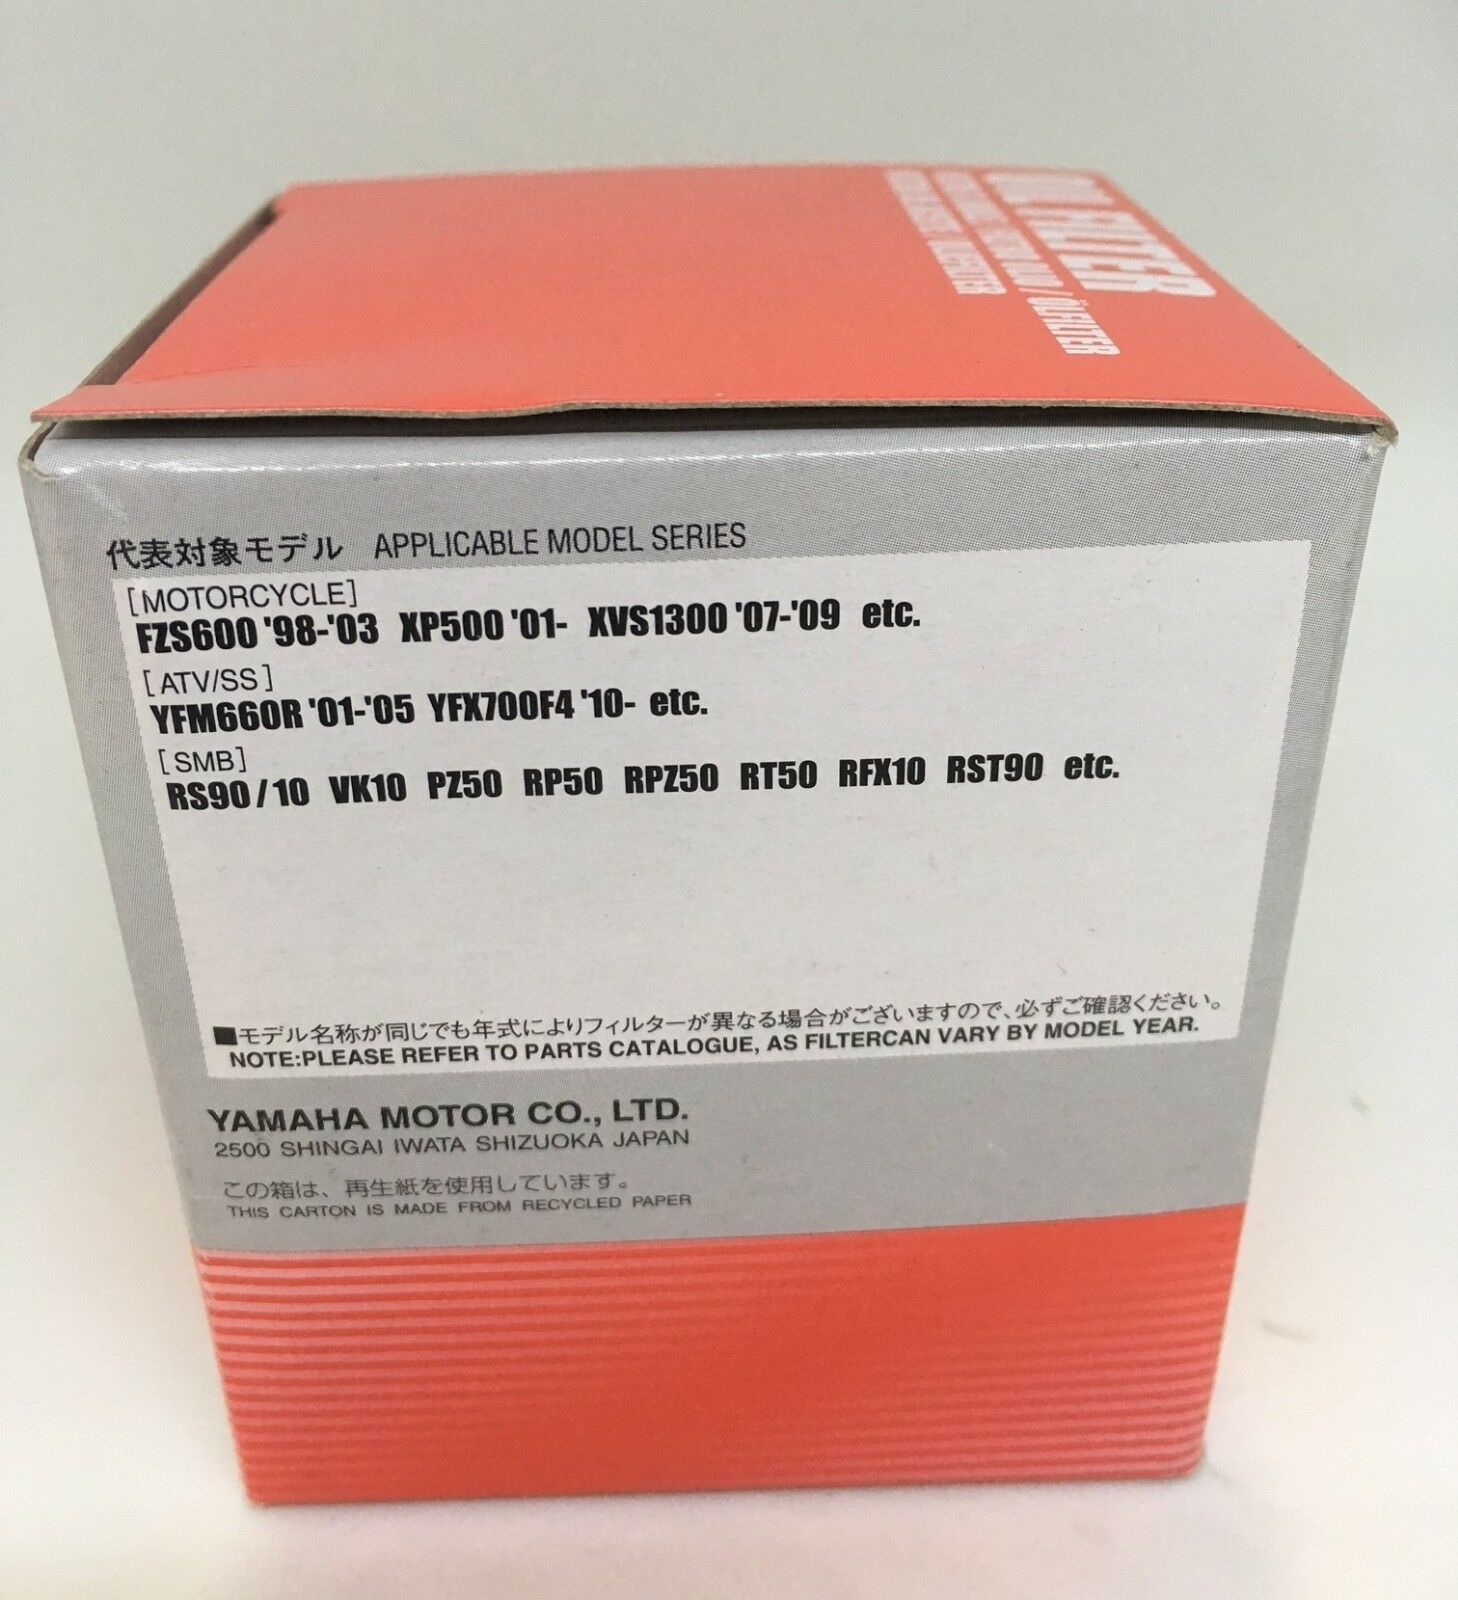 OIL FILTER
/ ÖLFILTER
OLIEFILTER
代表対象モデル APPLICABLE MODEL SERIES
[MOTORCYCLE]
FZS600 '98-'03 XP500 '01- XVS1300 '07-'09 etc.
[ATV/SS]
YFM660R '01-'05 YFX700F4 '10- etc.
[SMB]
RS90/10 VK10 PZ50 RP50 RPZ50 RT50 RFX10 RST90 etc.
■モデル名称が同じでも年式によりフィルターが異なる場合がございますので、必ずご確認ください。
NOTE:PLEASE REFER TO PARTS CATALOGUE, AS FILTERCAN VARY BY MODEL YEAR.
YAMAHA MOTOR CO., LTD.
2500 SHINGAI IWATA SHIZUOKA JAPAN
この箱は、再生紙を使用しています。
THIS CARTON IS MADE FROM RECYCLED PAPER